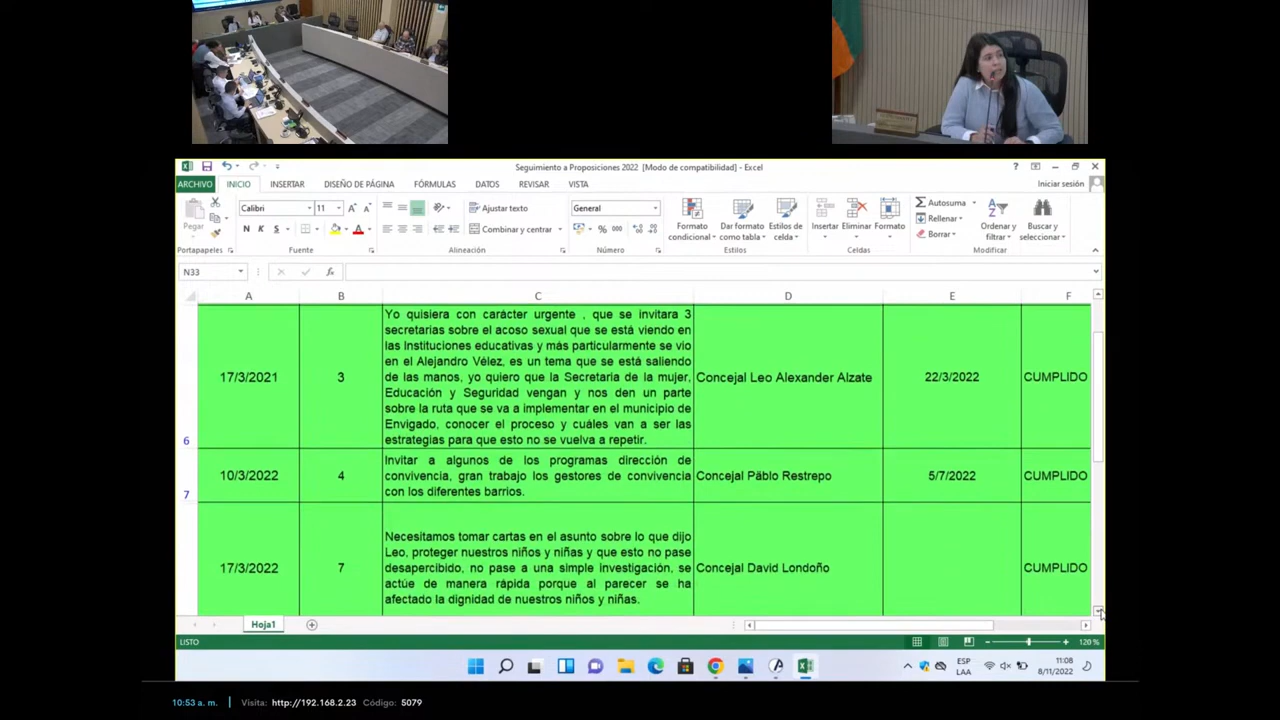 Seguimiento a Proposiciones 2022 [Modo de compatibilidad] - Excel
ARCHIVO INICIO INSERTAR DISEÑO DE PÁGINA FÓRMULAS DATOS REVISAR VISTA Iniciar sesión
Pegar
Calibri 11
N K S
Ajustar texto
Combinar y centrar
General
% 000
Formato condicional
Dar formato como tabla
Estilos de celda
Insertar Eliminar Formato
Autosuma
Rellenar
Borrar
Ordenar y filtrar
Buscar y seleccionar
Portapapeles Fuente Alineación Número Estilos Celdas Modificar
N33
A B C D E F
6
17/3/2021
3
Yo quisiera con carácter urgente , que se invitara 3
secretarias sobre el acoso sexual que se está viendo en
las Instituciones educativas y más particularmente se vio
en el Alejandro Vélez, es un tema que se está saliendo
de las manos, yo quiero que la Secretaria de la mujer,
Educación y Seguridad vengan y nos den un parte
sobre la ruta que se va a implementar en el municipio de
Envigado, conocer el proceso y cuáles van a ser las
estrategias para que esto no se vuelva a repetir.
Concejal Leo Alexander Alzate
22/3/2022
CUMPLIDO
7
10/3/2022
4
Invitar a algunos de los programas dirección de
convivencia, gran trabajo los gestores de convivencia
con los diferentes barrios.
Concejal Päblo Restrepo
5/7/2022
CUMPLIDO
17/3/2022
7
Necesitamos tomar cartas en el asunto sobre lo que dijo
Leo, proteger nuestros niños y niñas y que esto no pase
desapercibido, no pase a una simple investigación, se
actúe de manera rápida porque al parecer se ha
afectado la dignidad de nuestros niños y niñas.
Concejal David Londoño
CUMPLIDO
Hoja1
LISTO
120 %
ESP
LAA
11:08
8/11/2022
10:53 a. m. | Visita: http://192.168.2.23 Código: 5079